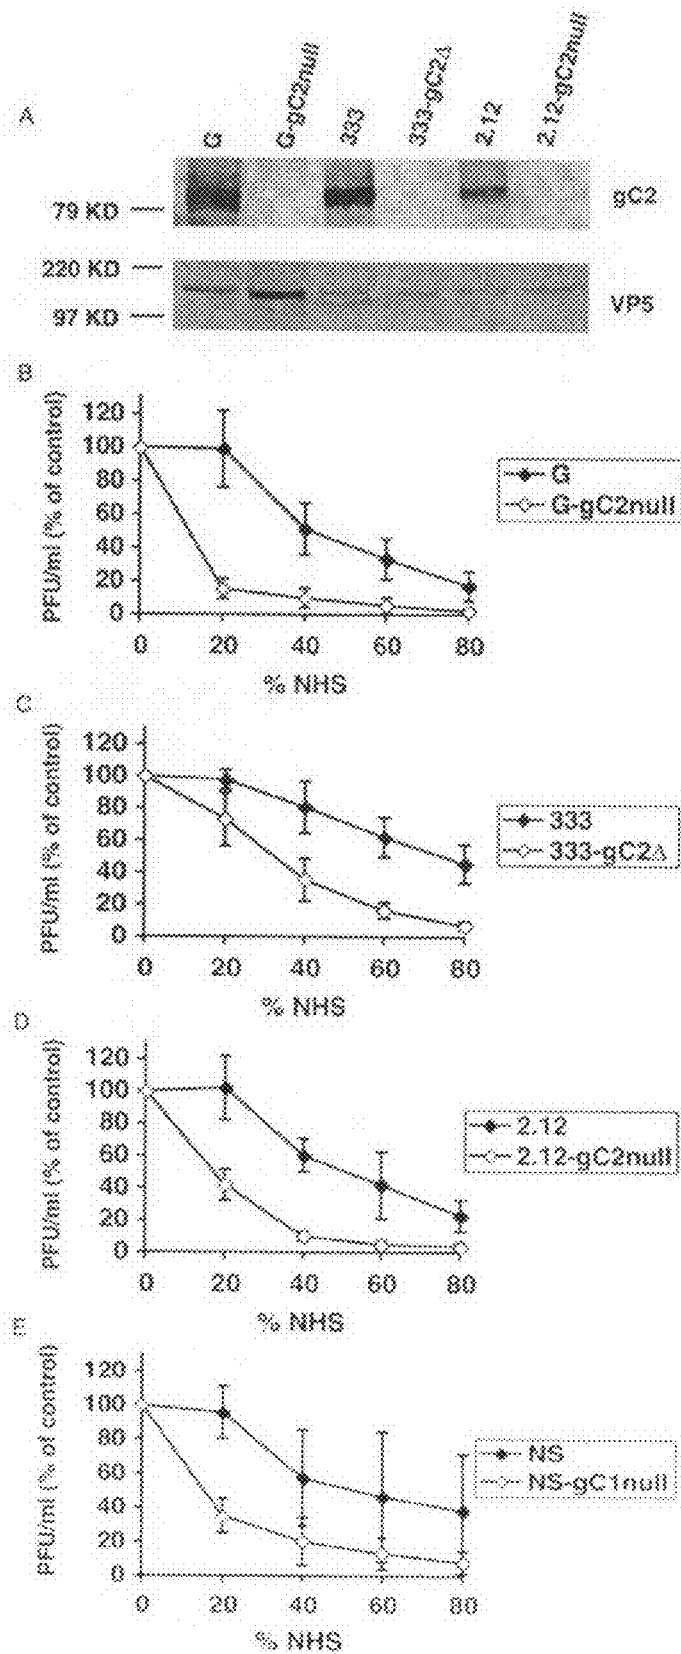 A
G
G-gC2null
333
333-gC2Δ
2.12
2.12-gC2null
79 KD
gC2
220 KD
97 KD
VP5
B
PFU/ml (% of control)
120
100
80
60
40
20
0
0 20 40 60 80
% NHS
G
G-gC2null
C
PFU/ml (% of control)
120
100
80
60
40
20
0
0 20 40 60 80
% NHS
333
333-gC2Δ
D
PFU/ml (% of control)
120
100
80
60
40
20
0
0 20 40 60 80
% NHS
2.12
2.12-gC2null
E
PFU/ml (% of control)
120
100
80
60
40
20
0
0 20 40 60 80
% NHS
NS
NS-gC1null